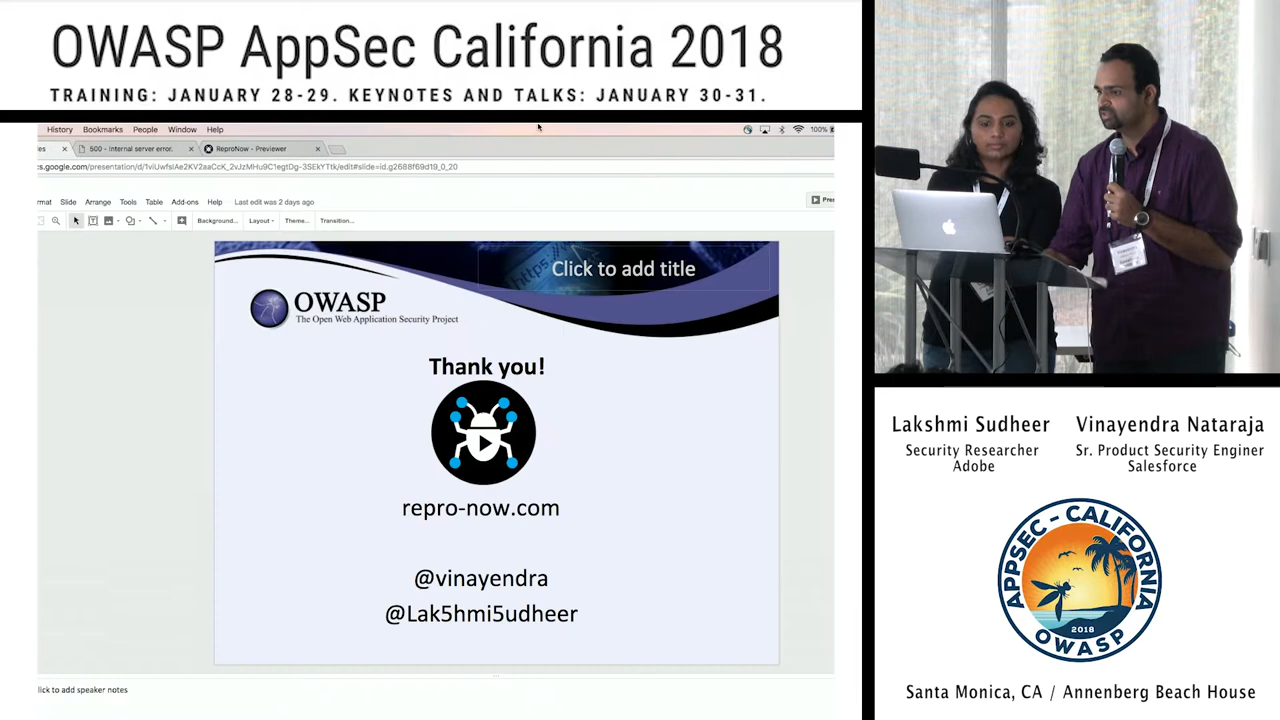 OWASP AppSec California 2018
TRAINING: JANUARY 28-29. KEYNOTES AND TALKS: JANUARY 30-31.
History Bookmarks People Window Help 100%
500 - Internal server error. ReproNow - Previewer
Slide Arrange Tools Table Add-ons Help Last edit was 2 days ago
Background... Layout Theme... Transition...
Click to add title
OWASP
The Open Web Application Security Project
Thank you!
repro-now.com
@vinayendra
@Lak5hmi5udheer
lick to add speaker notes
Lakshmi Sudheer
Security Researcher
Adobe
Vinayendra Nataraja
Sr. Product Security Enginer
Salesforce
APPSEC - CALIFORNIA
2018
OWASP
Santa Monica, CA / Annenberg Beach House